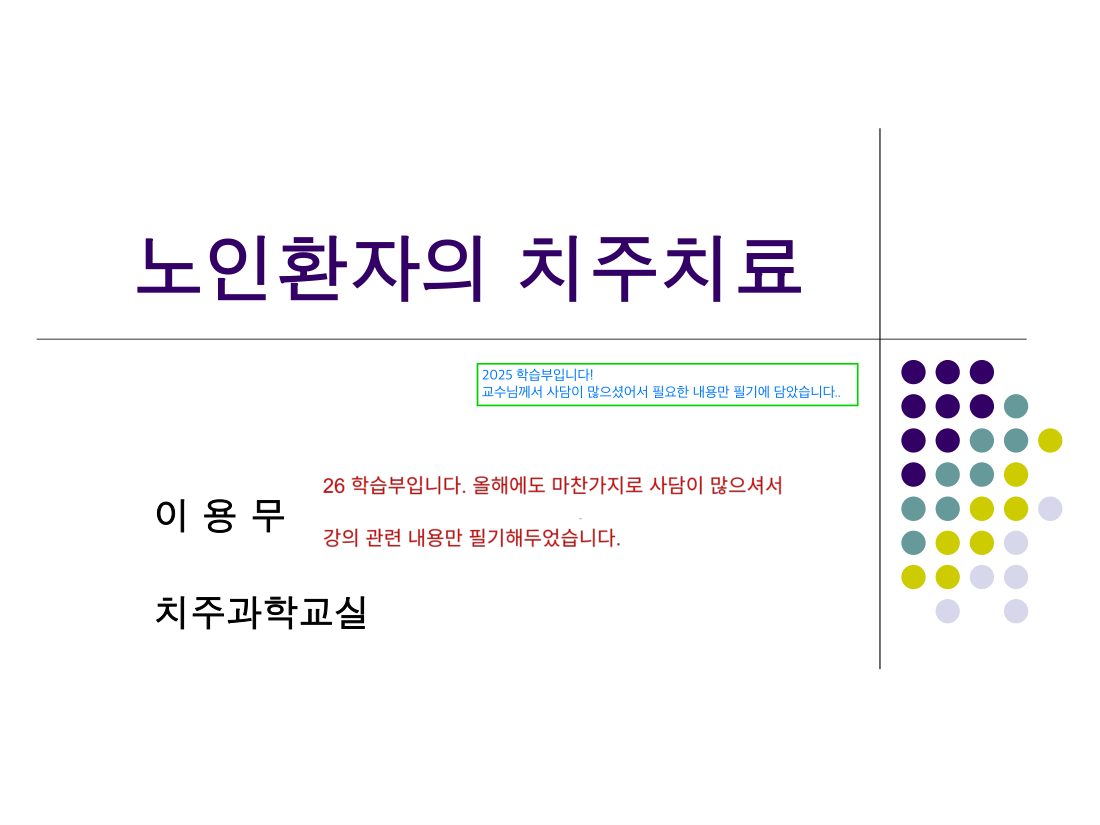 노인환자의 치주치료
2025 학습부입니다!
교수님께서 사담이 많으셨어서 필요한 내용만 필기에 담았습니다..
26 학습부입니다. 올해에도 마찬가지로 사담이 많으셔서
이 용 무
강의 관련 내용만 필기해두었습니다.
치주과학교실